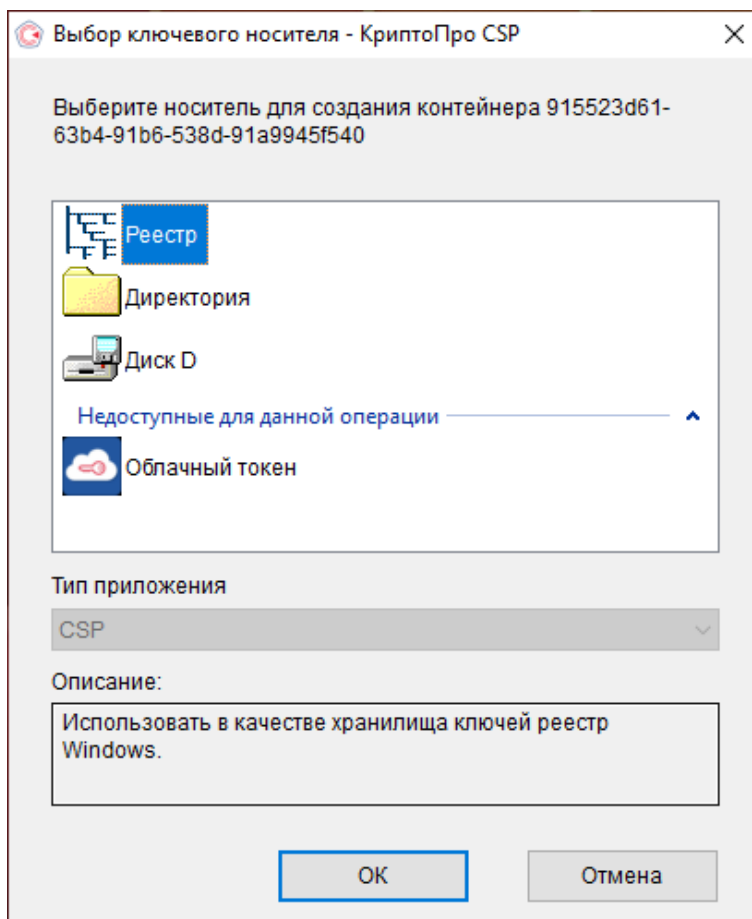 Выбор ключевого носителя - КриптоПро CSP
Выберите носитель для создания контейнера 915523d61-
63b4-91b6-538d-91a9945f540
Реестр
Директория
Диск D
Недоступные для данной операции
Облачный токен
Тип приложения
CSP
Описание:
Использовать в качестве хранилища ключей реестр
Windows.
ОК
Отмена